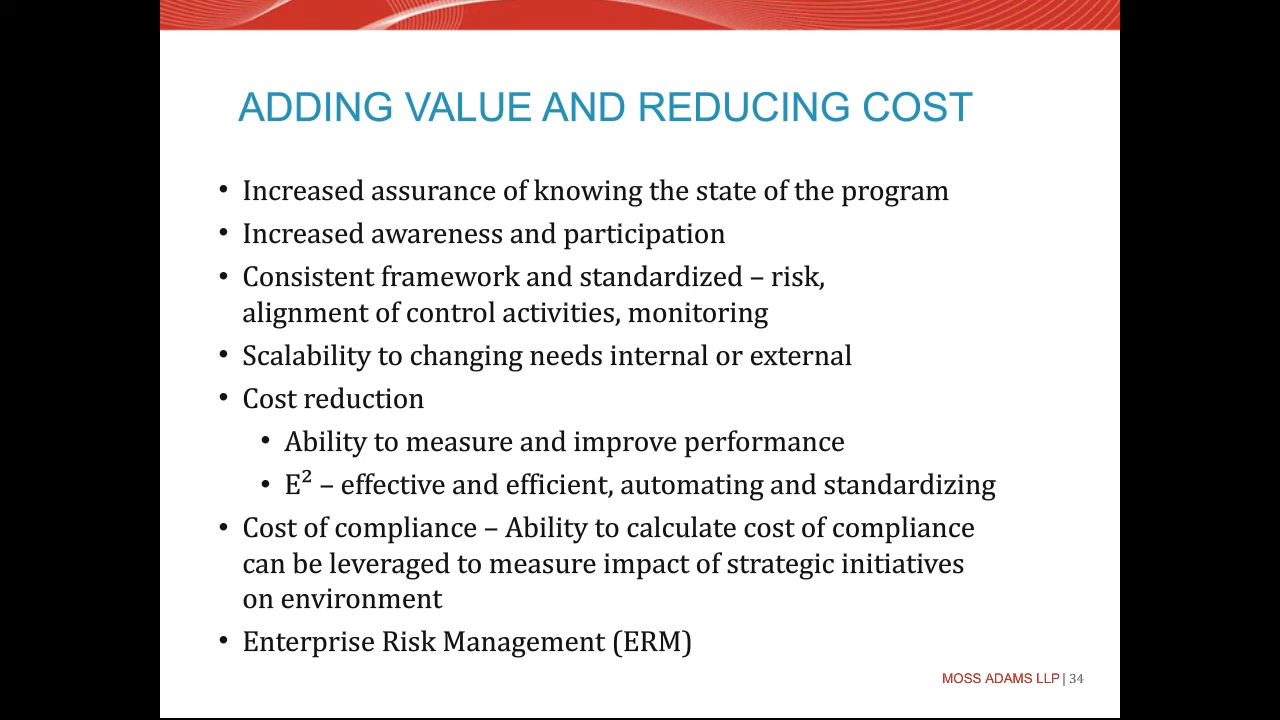 ADDING VALUE AND REDUCING COST
• Increased assurance of knowing the state of the program
• Increased awareness and participation
• Consistent framework and standardized – risk,
alignment of control activities, monitoring
• Scalability to changing needs internal or external
• Cost reduction
• Ability to measure and improve performance
• E² – effective and efficient, automating and standardizing
• Cost of compliance – Ability to calculate cost of compliance
can be leveraged to measure impact of strategic initiatives
on environment
• Enterprise Risk Management (ERM)
MOSS ADAMS LLP | 34